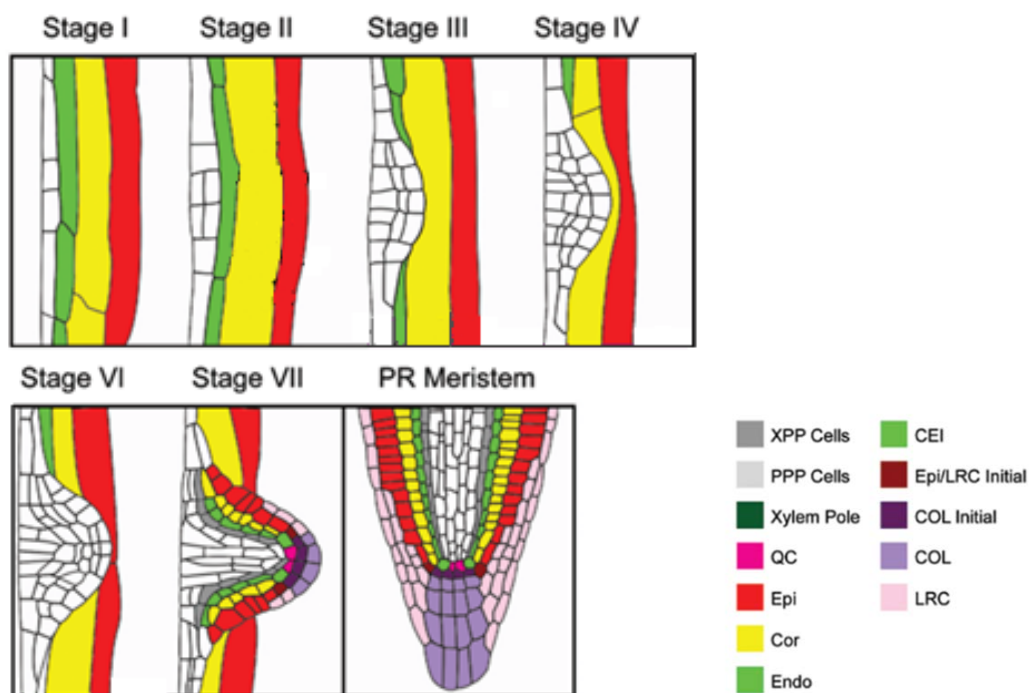 Stage I
Stage II
Stage III
Stage IV
Stage VI
Stage VII
PR Meristem
XPP Cells
PPP Cells
Xylem Pole
QC
Epi
Cor
Endo
CEI
Epi/LRC Initial
COL Initial
COL
LRC